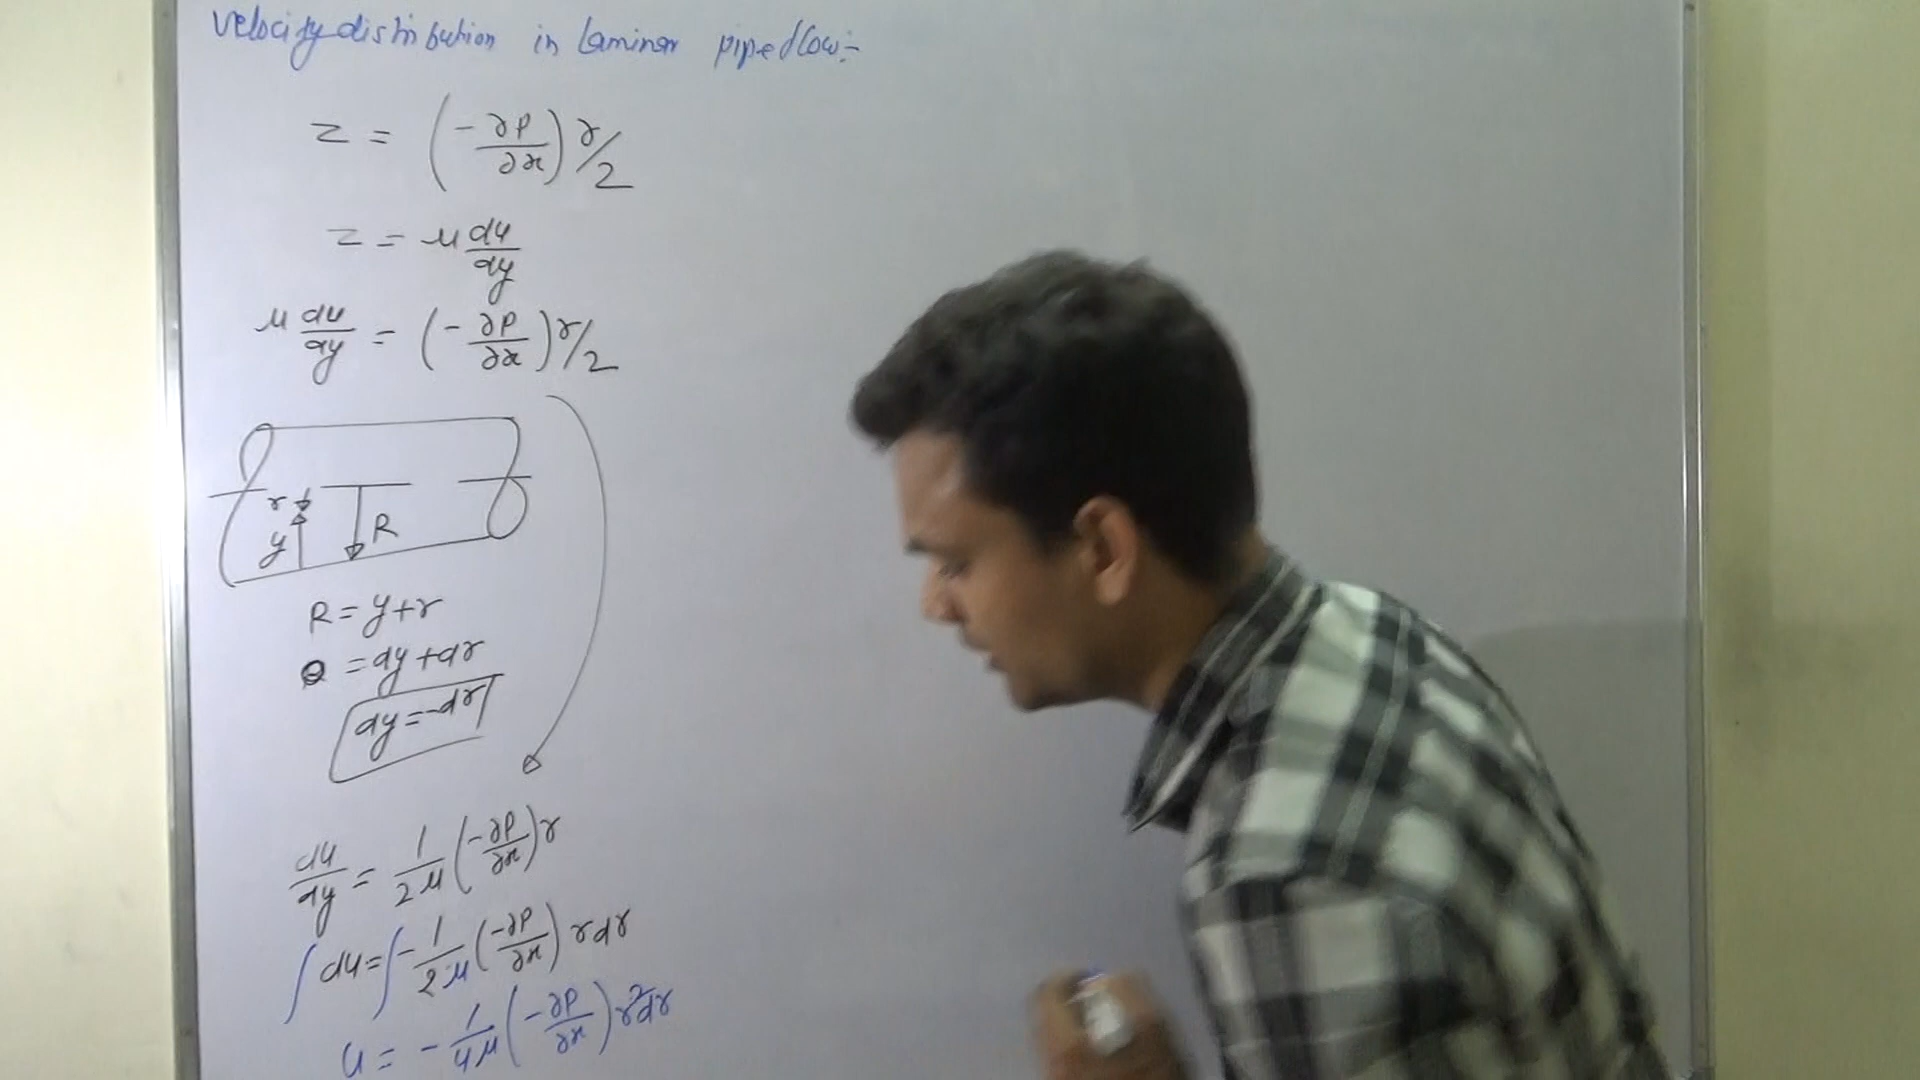 Velocity distribution in Laminar pipe flow:-
τ = (-∂P/∂x) r/2
τ = μ du/dy
μ du/dy = (-∂P/∂x) r/2
r
y
R
R = y+r
0 = dy+dr
dy=-dr
du/dy = 1/2μ (-∂P/∂x) r
∫ du = ∫ -1/2μ (-∂P/∂x) r dr
u = - 1/4μ (-∂P/∂x) r² dr